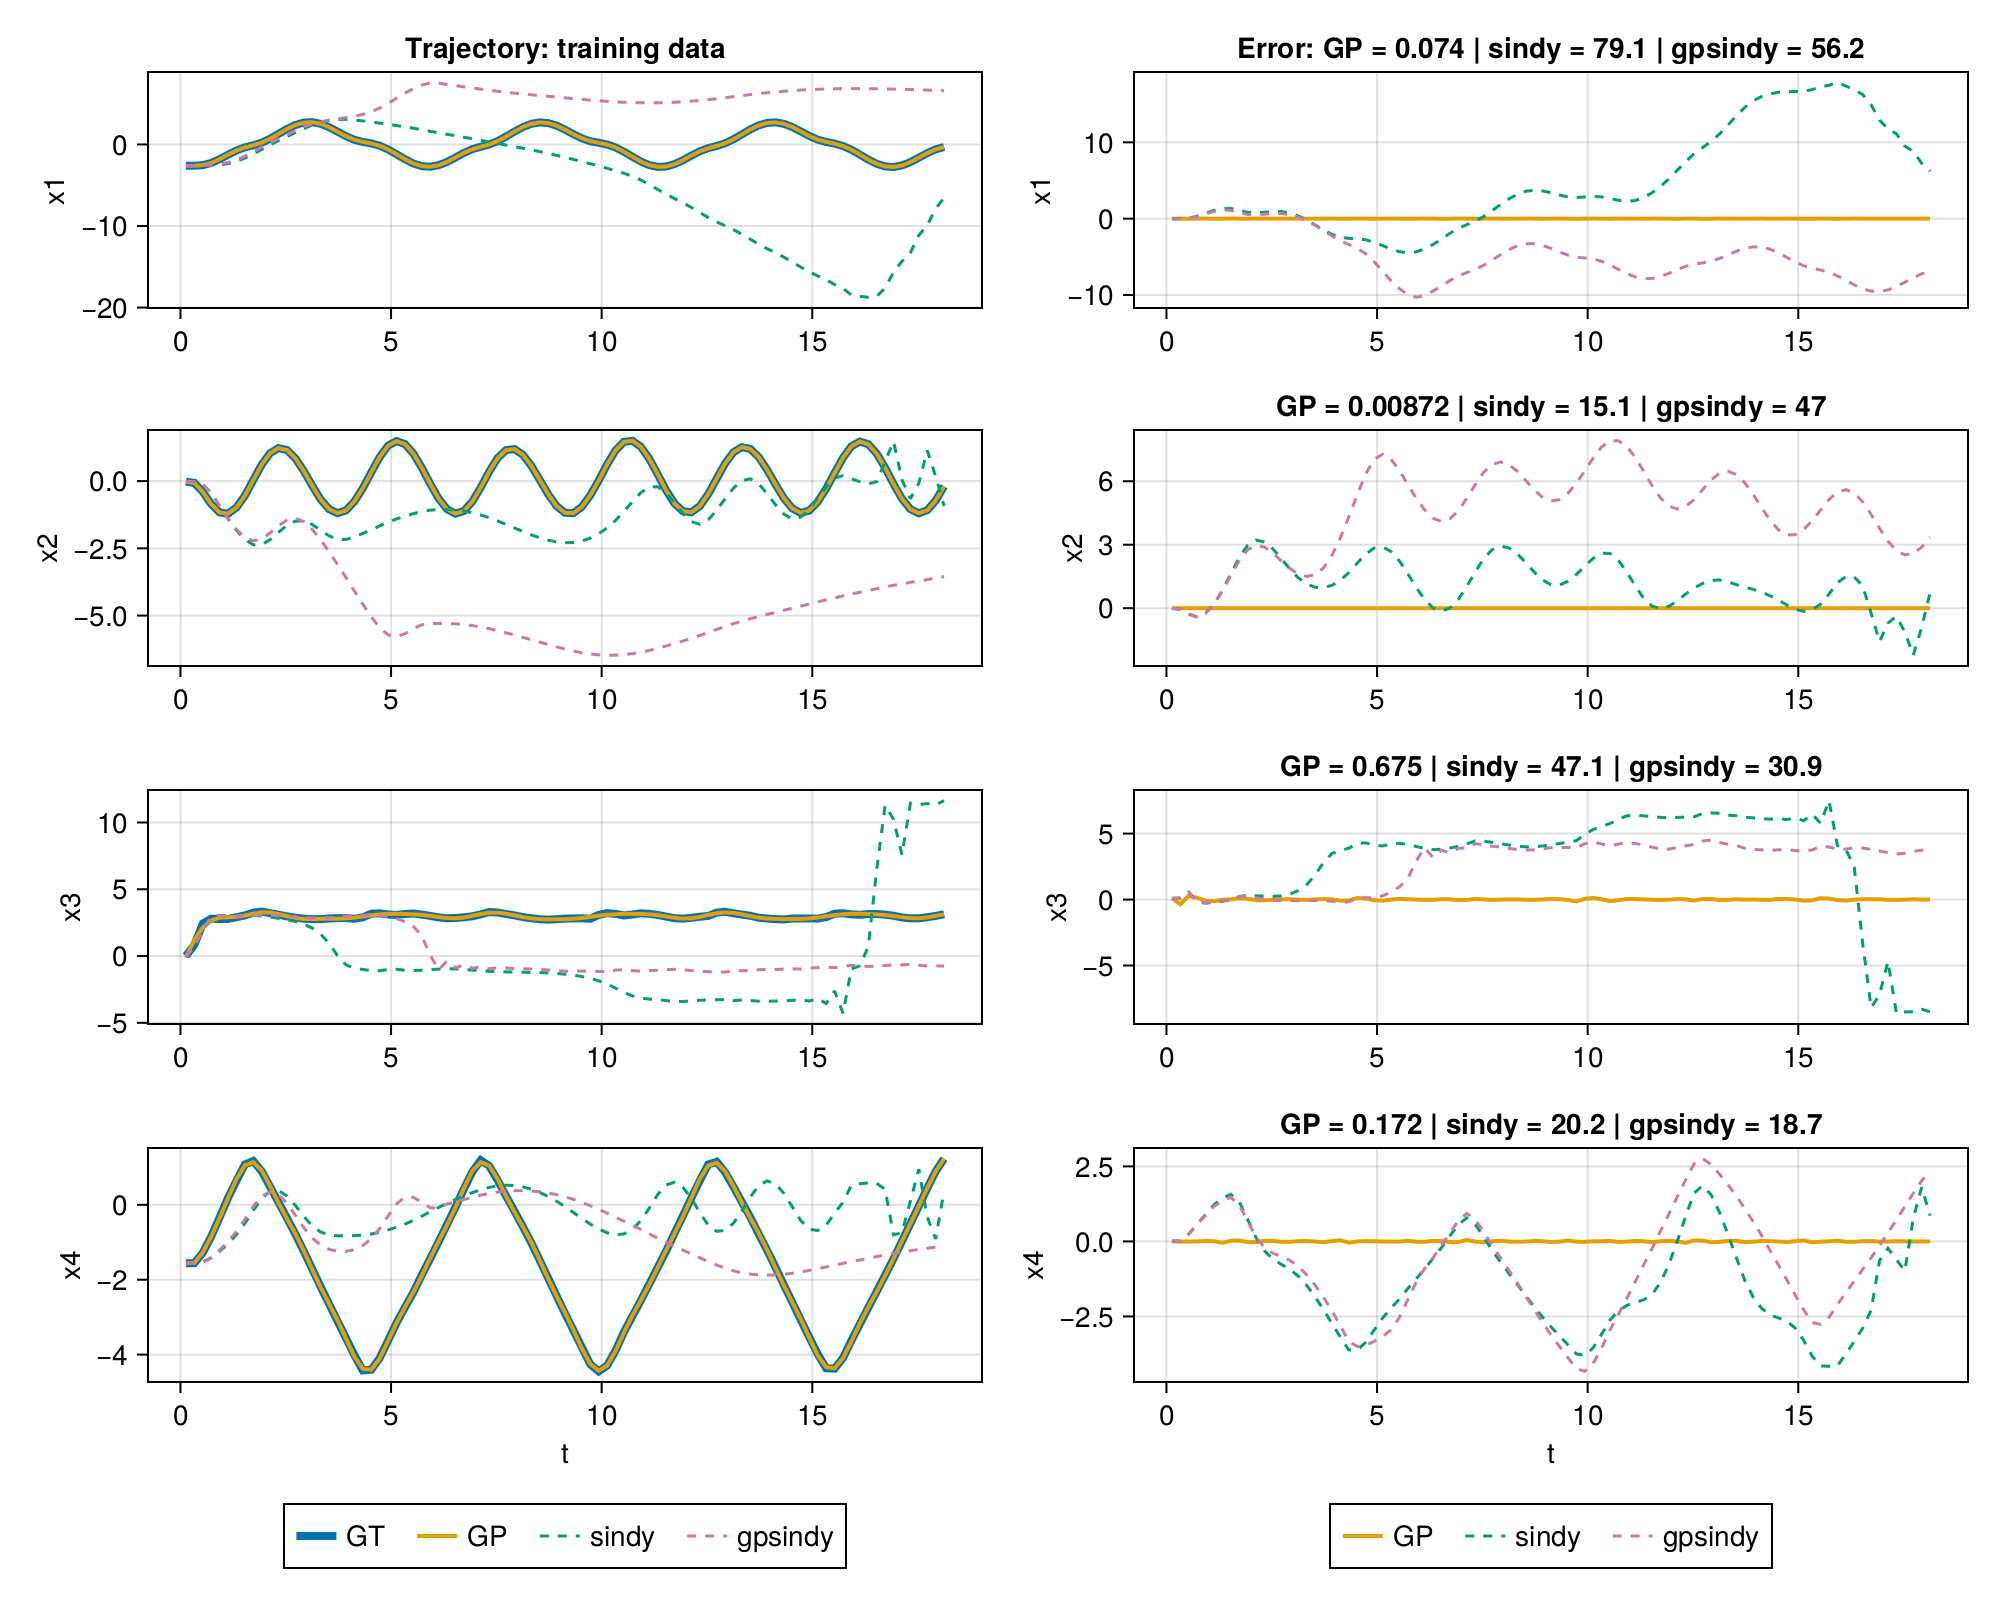 Trajectory: training data
Error: GP = 0.074 | sindy = 79.1 | gpsindy = 56.2
x1
0
−10
−20
0 5 10 15
x1
10
0
−10
0 5 10 15
GP = 0.00872 | sindy = 15.1 | gpsindy = 47
x2
0.0
−2.5
−5.0
0 5 10 15
x2
6
3
0
0 5 10 15
GP = 0.675 | sindy = 47.1 | gpsindy = 30.9
x3
10
5
0
−5
0 5 10 15
x3
5
0
−5
0 5 10 15
GP = 0.172 | sindy = 20.2 | gpsindy = 18.7
x4
0
−2
−4
0 5 10 15
t
x4
2.5
0.0
−2.5
0 5 10 15
t
GT GP sindy gpsindy
GP sindy gpsindy